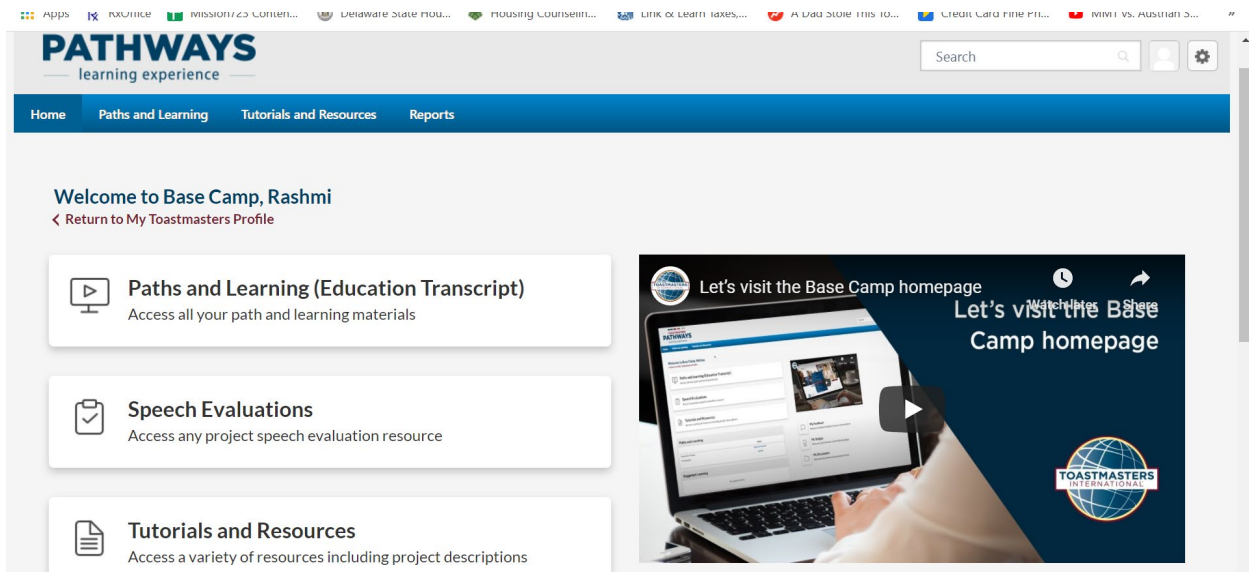 Apps
RxOffice
Mission723 Conten...
Delaware State Hou...
Housing Counselin...
Link & Learn Taxes,...
A Dad Stole This To...
Credit Card Fine Pri...
MMT vs. Austrian S...
»
PATHWAYS
learning experience
Search
Home
Paths and Learning
Tutorials and Resources
Reports
Welcome to Base Camp, Rashmi
Return to My Toastmasters Profile
Paths and Learning (Education Transcript)
Access all your path and learning materials
Speech Evaluations
Access any project speech evaluation resource
Tutorials and Resources
Access a variety of resources including project descriptions
Let's visit the Base Camp homepage
Watch later
Share
Let's visit the Base
Camp homepage
PATHWAYS
TOASTMASTERS
INTERNATIONAL